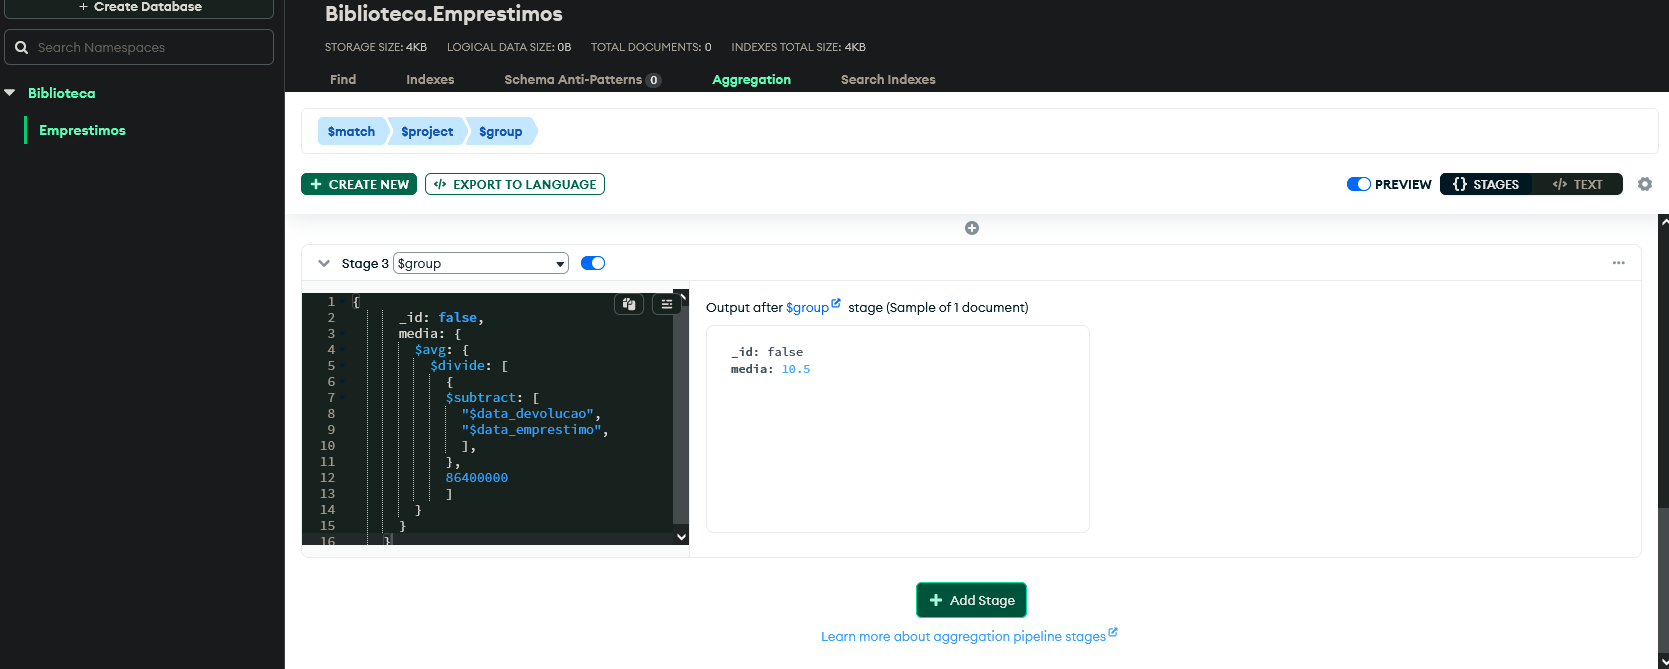 + Create Database
Search Namespaces
Biblioteca
Emprestimos
Biblioteca.Emprestimos
STORAGE SIZE: 4KB LOGICAL DATA SIZE: 0B TOTAL DOCUMENTS: 0 INDEXES TOTAL SIZE: 4KB
Find Indexes Schema Anti-Patterns 0 Aggregation Search Indexes
$match $project $group
+ CREATE NEW </> EXPORT TO LANGUAGE PREVIEW {} STAGES </> TEXT
Stage 3 $group
1 {
2 _id: false,
3 media: {
4 $avg: {
5 $divide: [
6 {
7 $subtract: [
8 "$data_devolucao",
9 "$data_emprestimo",
10 ],
11 },
12 86400000
13 ]
14 }
15 }
16 }
Output after $group stage (Sample of 1 document)
_id: false
media: 10.5
+ Add Stage
Learn more about aggregation pipeline stages